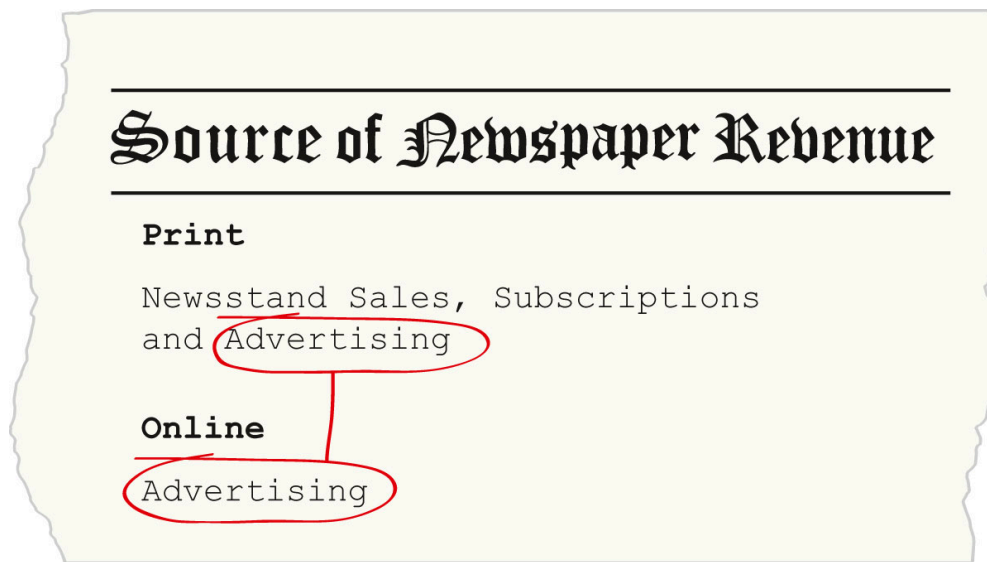 Source of Newspaper Revenue
Print
Newsstand Sales, Subscriptions
and Advertising
Online
Advertising